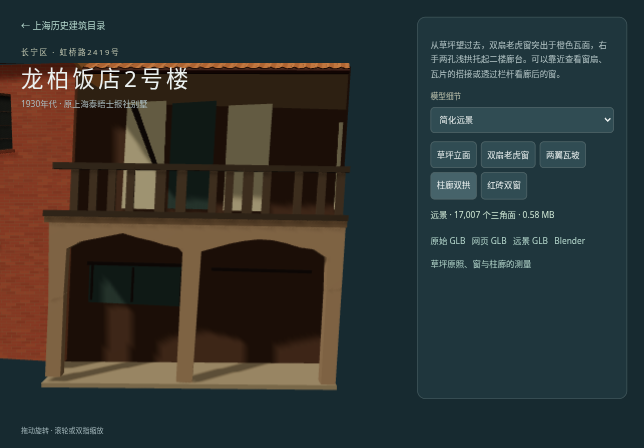 ← 上海历史建筑目录
长宁区 · 虹桥路2419号
龙柏饭店2号楼
1930年代 · 原上海泰晤士报社别墅
从草坪望过去，双扇老虎窗突出于橙色瓦面，右
手两孔浅拱托起二楼廊台。可以靠近查看窗扇、
瓦片的搭接或透过栏杆看廊后的窗。
模型细节
简化远景
草坪立面 双扇老虎窗 两翼瓦坡
柱廊双拱 红砖双窗
远景 · 17,007 个三角面 · 0.58 MB
原始 GLB 网页 GLB 远景 GLB Blender
草坪原照、窗与柱廊的测量
拖动旋转 · 滚轮或双指缩放